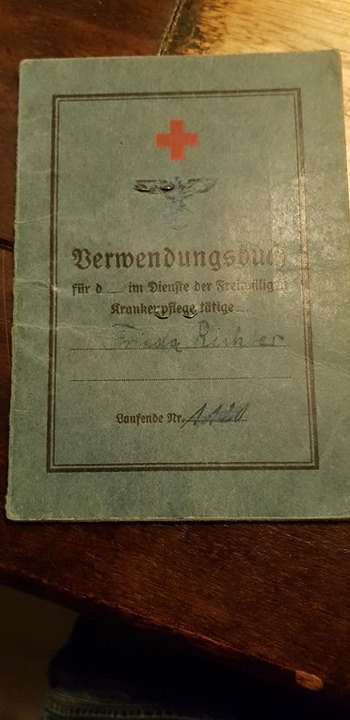 Verwendungsbuch
für d im Dienste der Freiwilligen
Krankenpflege tätige
Frieda Richter
Laufende Nr.